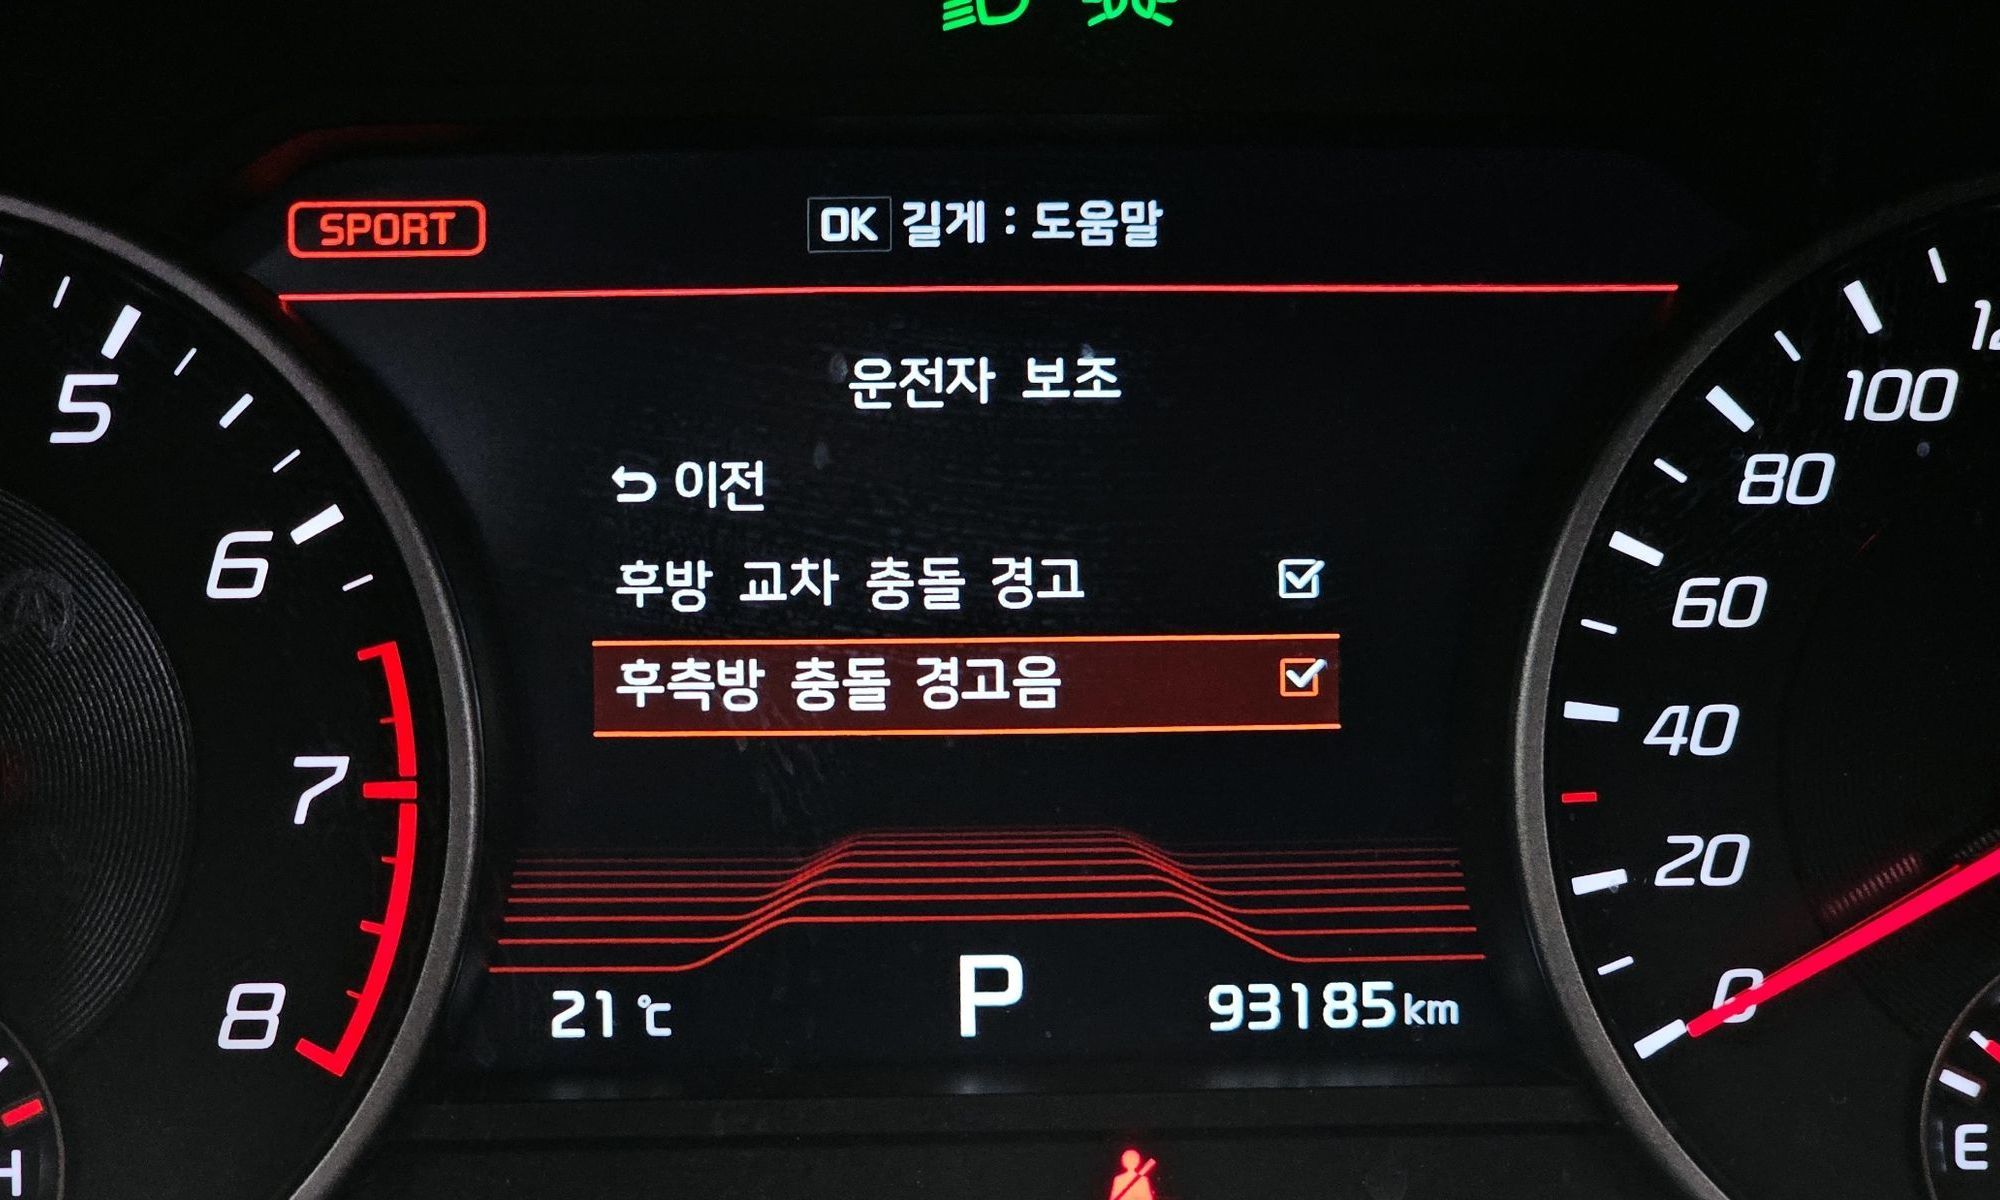 SPORT
OK 길게 : 도움말
운전자 보조
이전
후방 교차 충돌 경고
후측방 충돌 경고음
21℃
P
93185km
5
6
7
8
H
100
80
60
40
20
0
E